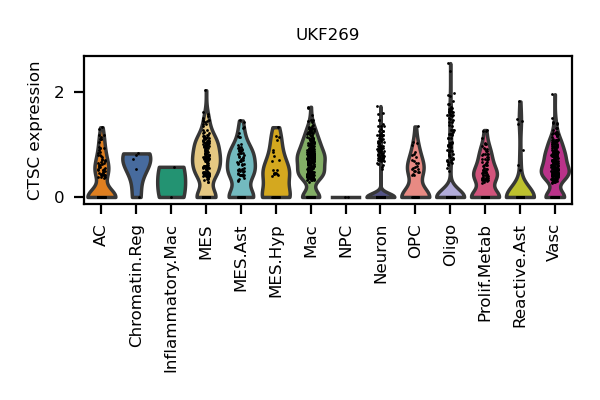 UKF269
CTSC expression
2
0
AC
Chromatin.Reg
Inflammatory.Mac
MES
MES.Ast
MES.Hyp
Mac
NPC
Neuron
OPC
Oligo
Prolif.Metab
Reactive.Ast
Vasc